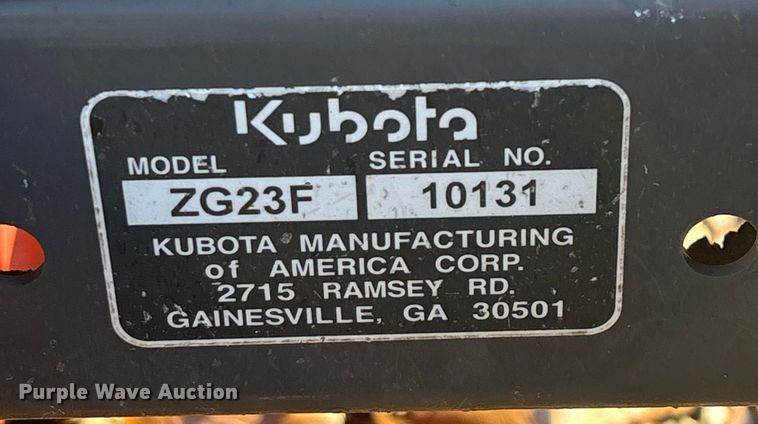 Kubota
MODEL SERIAL NO.
ZG23F 10131
KUBOTA MANUFACTURING
of AMERICA CORP.
2715 RAMSEY RD.
GAINESVILLE, GA 30501
Purple Wave Auction